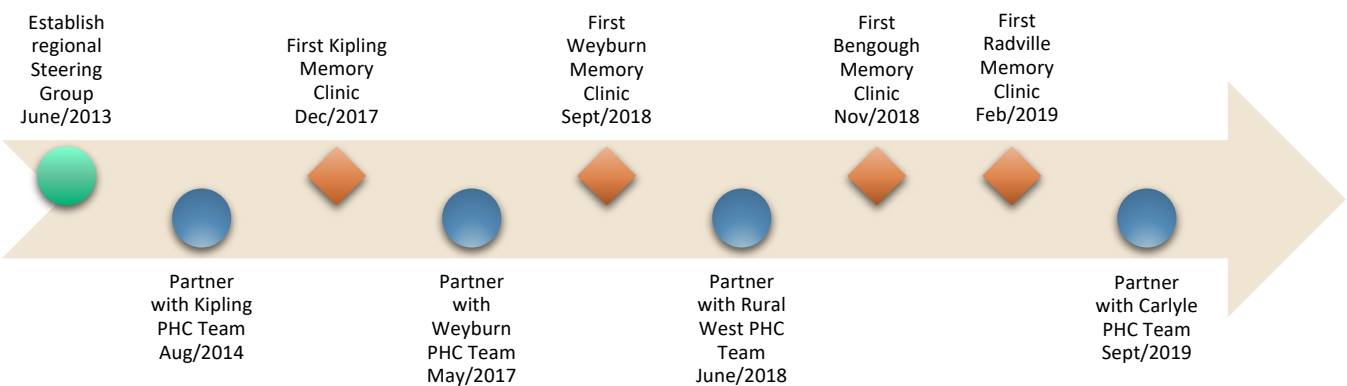 Establish
regional
Steering
Group
June/2013
First Kipling
Memory
Clinic
Dec/2017
First
Weyburn
Memory
Clinic
Sept/2018
First
Bengough
Memory
Clinic
Nov/2018
First
Radville
Memory
Clinic
Feb/2019
Partner
with Kipling
PHC Team
Aug/2014
Partner
with
Weyburn
PHC Team
May/2017
Partner
with Rural
West PHC
Team
June/2018
Partner
with Carlyle
PHC Team
Sept/2019